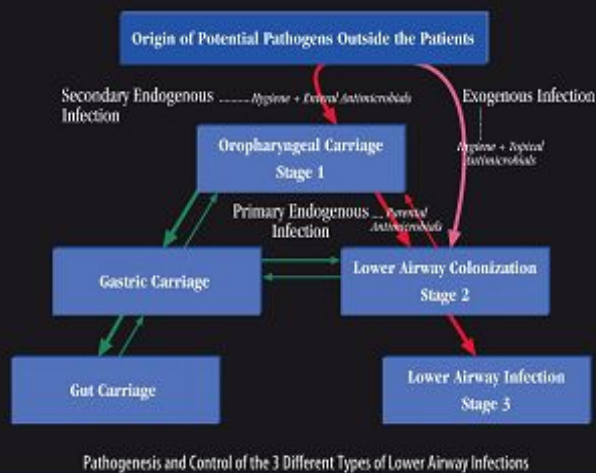 Origin of Potential Pathogens Outside the Patients
Secondary Endogenous
Infection
Hygiene + Enteral Antimicrobials
Exogenous Infection
Hygiene + Topical
Antimicrobials
Oropharyngeal Carriage
Stage 1
Primary Endogenous
Infection
Parental
Antimicrobials
Gastric Carriage
Lower Airway Colonization
Stage 2
Gut Carriage
Lower Airway Infection
Stage 3
Pathogenesis and Control of the 3 Different Types of Lower Airway Infections